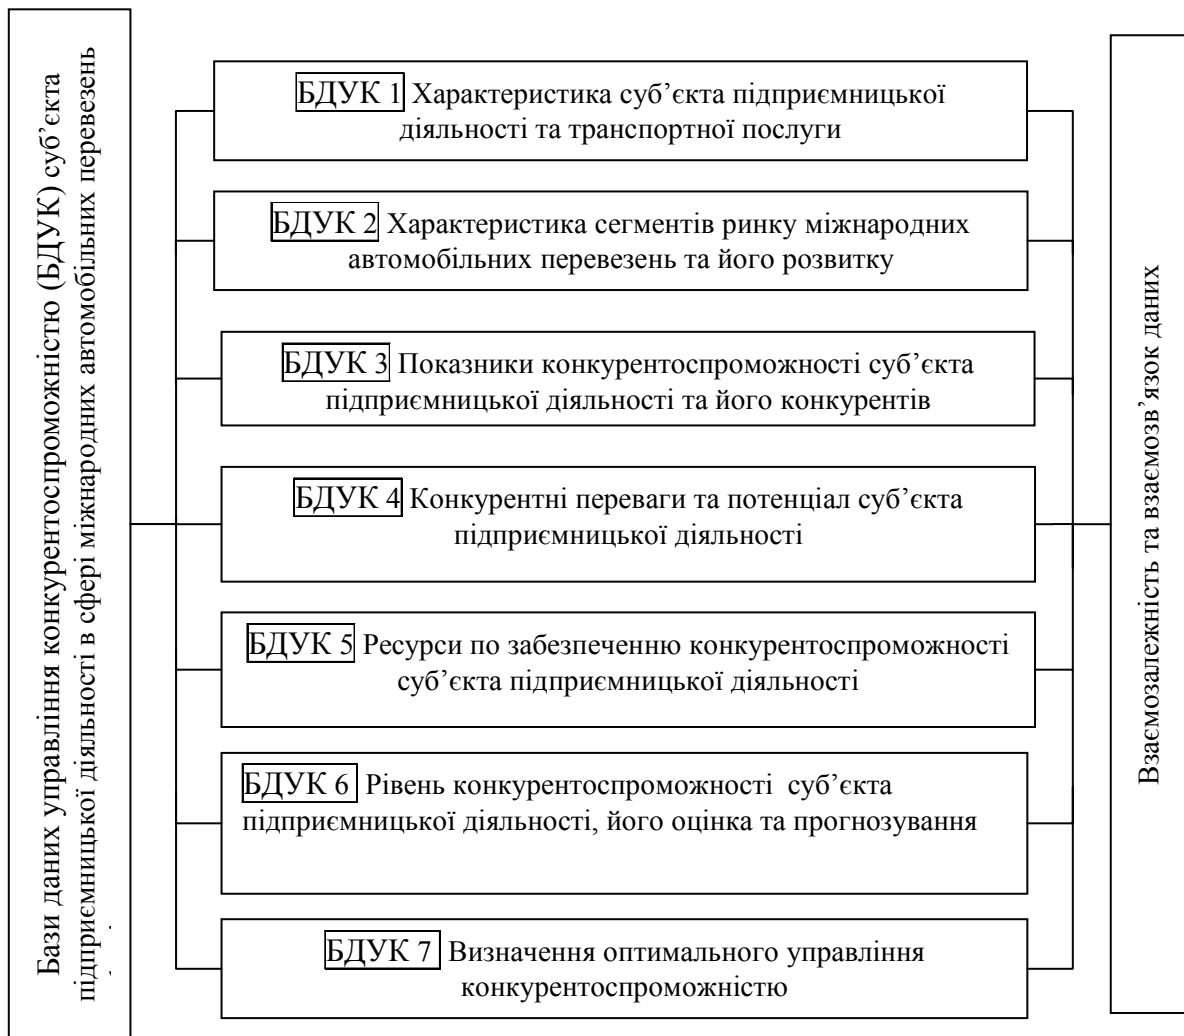 Бази даних управління конкурентоспроможністю (БДУК) суб’єкта
підприємницької діяльності в сфері міжнародних автомобільних перевезень
БДУК 1 Характеристика суб’єкта підприємницької
діяльності та транспортної послуги
БДУК 2 Характеристика сегментів ринку міжнародних
автомобільних перевезень та його розвитку
БДУК 3 Показники конкурентоспроможності суб’єкта
підприємницької діяльності та його конкурентів
БДУК 4 Конкурентні переваги та потенціал суб’єкта
підприємницької діяльності
БДУК 5 Ресурси по забезпеченню конкурентоспроможності
суб’єкта підприємницької діяльності
БДУК 6 Рівень конкурентоспроможності суб’єкта
підприємницької діяльності, його оцінка та прогнозування
БДУК 7 Визначення оптимального управління
конкурентоспроможністю
Взаємозалежність та взаємозв’язок даних